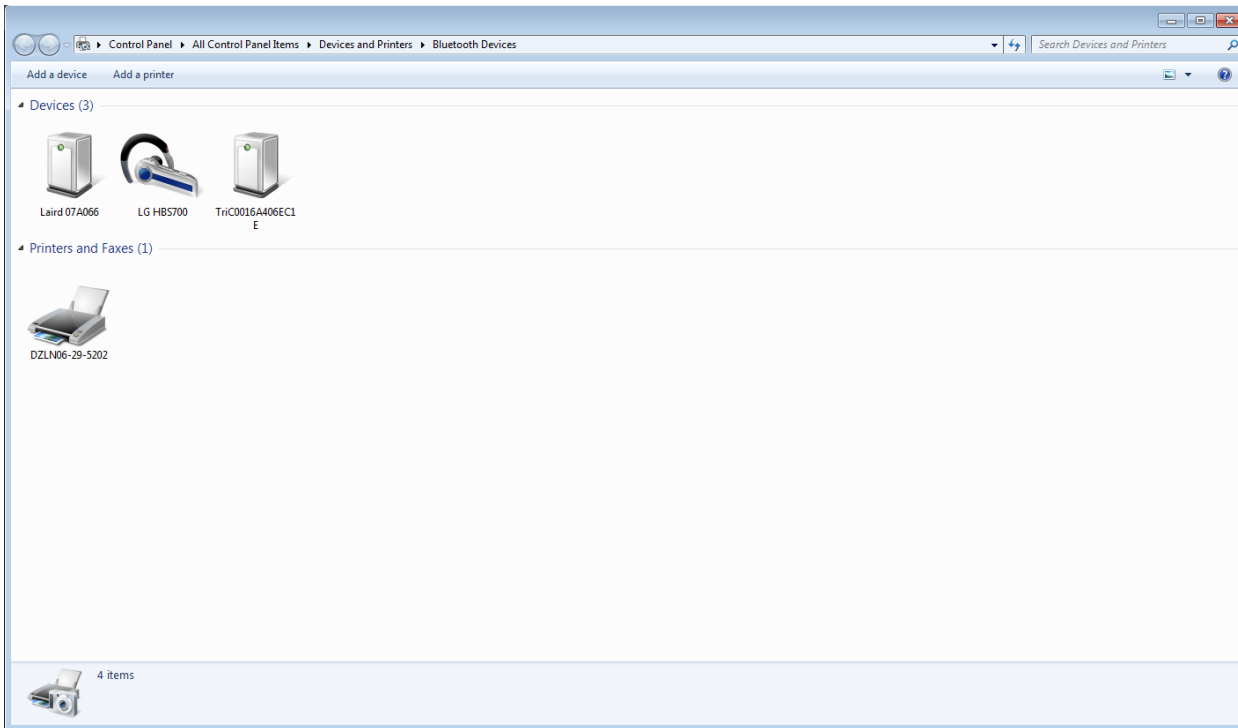 Control Panel ▸ All Control Panel Items ▸ Devices and Printers ▸ Bluetooth Devices
Search Devices and Printers
Add a device Add a printer
Devices (3)
Laird 07A066 LG HBS700 TriC0016A406EC1
E
Printers and Faxes (1)
DZLN06-29-5202
4 items